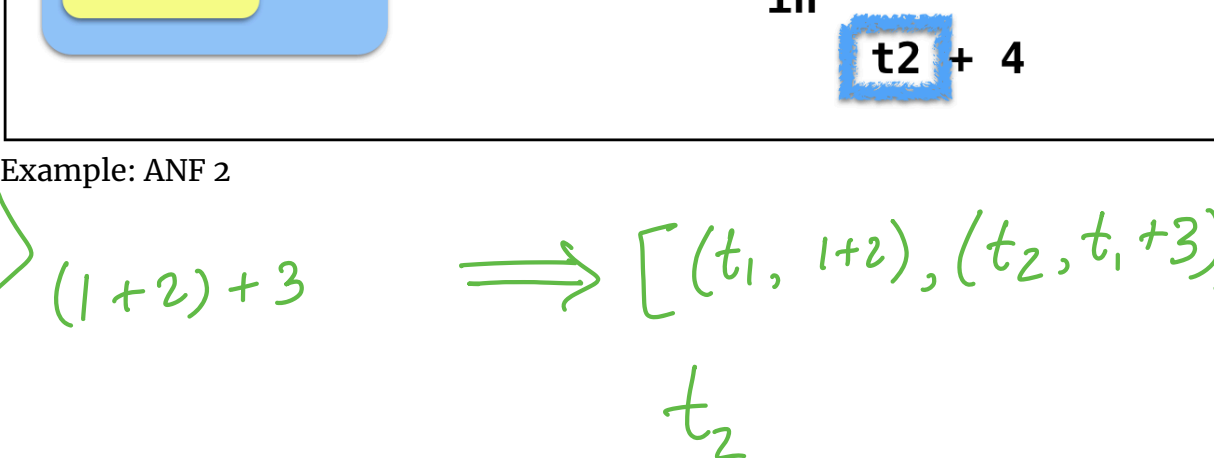 in
t2 + 4
Example: ANF 2
(1+2)+3 ⟹ [(t₁, 1+2), (t₂, t₁+3)
t₂